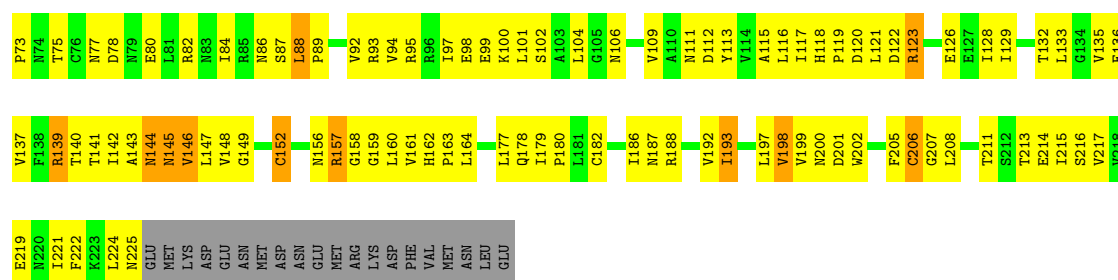 P73 N74 T75 C76 N77 D78 N79 E80 L81 R82 N83 I84 R85 N86 S87 L88 P89 V92 R93 V94 R95 R96 I97 E98 E99 K100 L101 S102 A103 L104 G105 N106 V109 A110 N111 D112 Y113 V114 A115 L116 I117 H118 P119 D120 L121 D122 R123 E126 E127 I128 I129 T132 L133 G134 V135
V137 F138 R139 T140 T141 I142 A143 N144 N145 V146 L147 V148 G149 C152 N156 R157 G158 G159 L160 V161 H162 P163 L164 L177 Q178 I179 P180 L181 C182 I186 N187 R188 V192 I193 L197 V198 V199 N200 D201 W202 F205 C206 G207 L208 T211 S212 T213 E214 I215 S216 V217
E219 N220 I221 F222 K223 L224 N225 GLU MET LYS ASP GLU ASN MET ASP ASN GLU MET ARG LYS ASP PHE VAL MET ASN LEU GLU